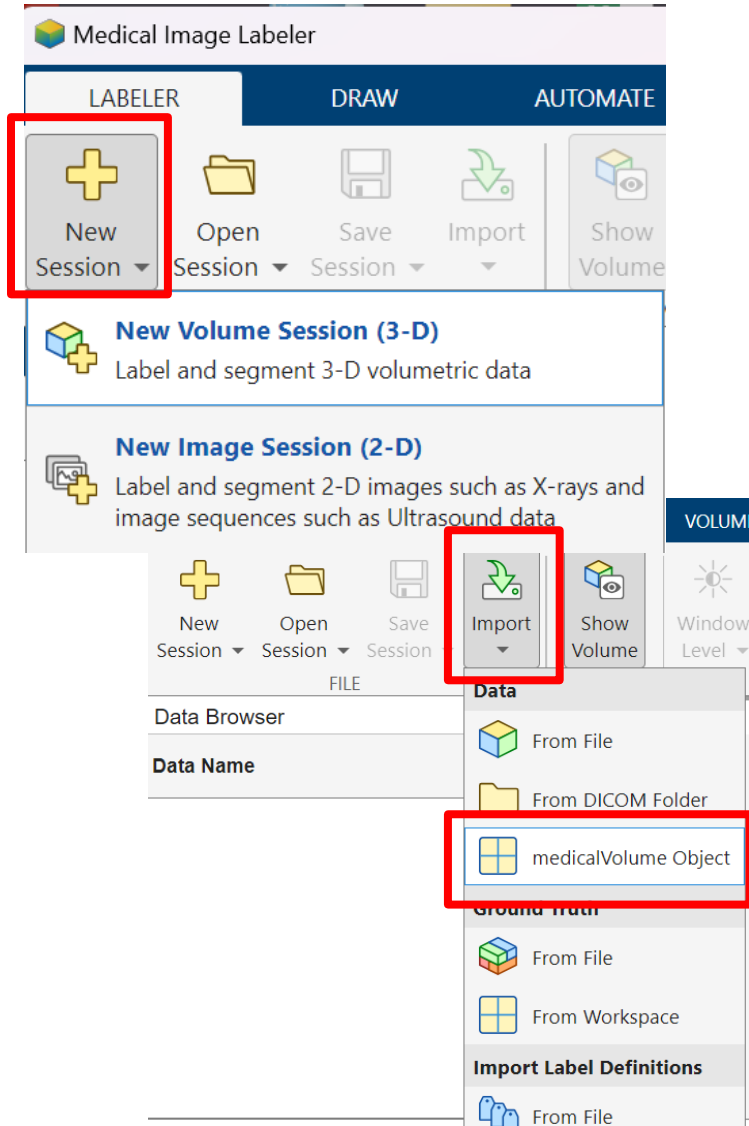 Medical Image Labeler
LABELER DRAW AUTOMATE
New Session
Open Session
Save Session
Import
Show Volume
New Volume Session (3-D)
Label and segment 3-D volumetric data
New Image Session (2-D)
Label and segment 2-D images such as X-rays and
image sequences such as Ultrasound data
VOLUM
New Session
Open Session
Save Session
Import
Show Volume
Window Level
FILE
Data Browser
Data Name
Data
From File
From DICOM Folder
medicalVolume Object
Ground Truth
From File
From Workspace
Import Label Definitions
From File